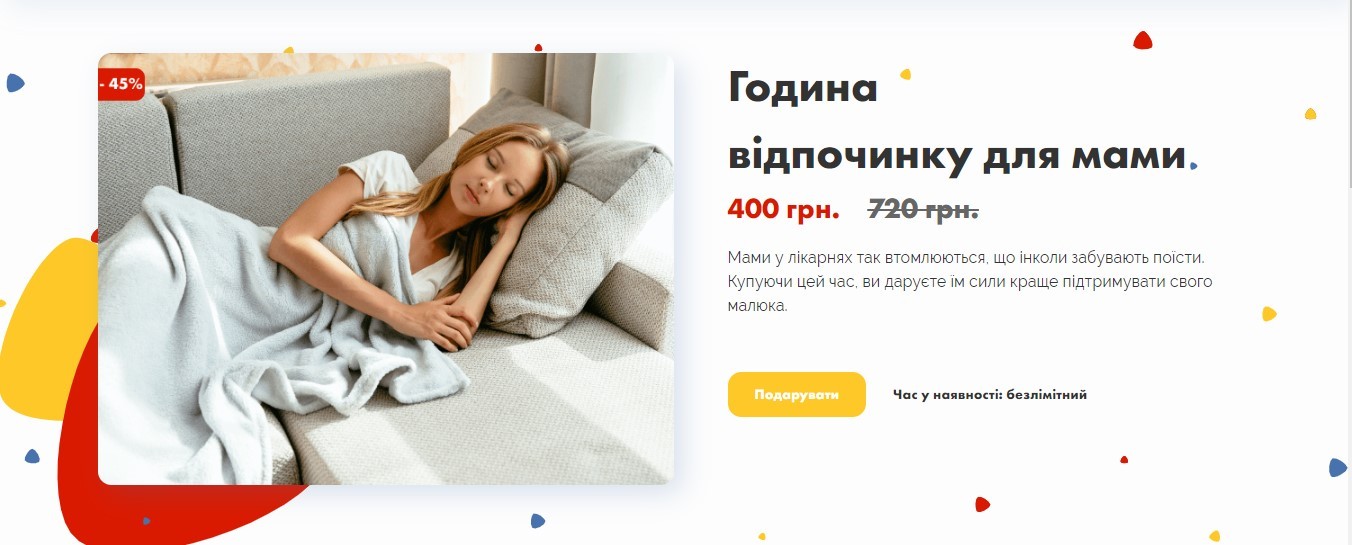 - 45%
Година
відпочинку для мами.
400 грн. 720 грн.
Мами у лікарнях так втомлюються, що інколи забувають поїсти.
Купуючи цей час, ви даруєте їм сили краще підтримувати свого
малюка.
Подарувати Час у наявності: безлімітний